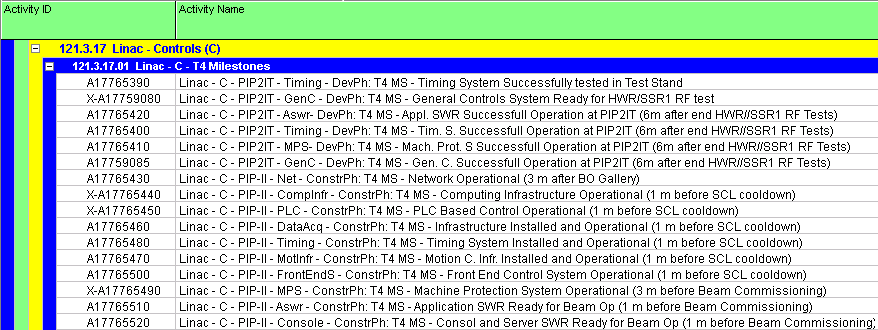 Activity ID Activity Name
121.3.17 Linac - Controls (C)
121.3.17.01 Linac - C - T4 Milestones
A17765390 Linac - C - PIP2IT - Timing - DevPh: T4 MS - Timing System Successfully tested in Test Stand
X-A17759080 Linac - C - PIP2IT - GenC - DevPh: T4 MS - General Controls System Ready for HWR/SSR1 RF test
A17765420 Linac - C - PIP2IT - Aswr- DevPh: T4 MS - Appl. SWR Successfull Operation at PIP2IT (6m after end HWR//SSR1 RF Tests)
A17765400 Linac - C - PIP2IT - Timing - DevPh: T4 MS - Tim. S. Successfull Operation at PIP2IT (6m after end HWR//SSR1 RF Tests)
A17765410 Linac - C - PIP2IT - MPS- DevPh: T4 MS - Mach. Prot. S Successfull Operation at PIP2IT (6m after end HWR//SSR1 RF Tests)
A17759085 Linac - C - PIP2IT - GenC - DevPh: T4 MS - Gen. C. Successfull Operation at PIP2IT (6m after end HWR//SSR1 RF Tests)
A17765430 Linac - C - PIP-II - Net - ConstrPh: T4 MS - Network Operational (3 m after BO Gallery)
X-A17765440 Linac - C - PIP-II - CompInfr - ConstrPh: T4 MS - Computing Infrastructure Operational (1 m before SCL cooldown)
X-A17765450 Linac - C - PIP-II - PLC - ConstrPh: T4 MS - PLC Based Control Operational (1 m before SCL cooldown)
A17765460 Linac - C - PIP-II - DataAcq - ConstrPh: T4 MS - Infrastructure Installed and Operational (1 m before SCL cooldown)
A17765480 Linac - C - PIP-II - Timing - ConstrPh: T4 MS - Timing System Installed and Operational (1 m before SCL cooldown)
A17765470 Linac - C - PIP-II - MotInfr - ConstrPh: T4 MS - Motion C. Infr. Installed and Operational (1 m before SCL cooldown)
A17765500 Linac - C - PIP-II - FrontEndS - ConstrPh: T4 MS - Front End Control System Operational (1 m before SCL cooldown)
X-A17765490 Linac - C - PIP-II - MPS - ConstrPh: T4 MS - Machine Protection System Operational (3 m before Beam Commissioning)
A17765510 Linac - C - PIP-II - Aswr - ConstrPh: T4 MS - Application SWR Ready for Beam Op (1 m before Beam Commissioning)
A17765520 Linac - C - PIP-II - Console - ConstrPh: T4 MS - Consol and Server SWR Ready for Beam Op (1 m before Beam Commissioning)